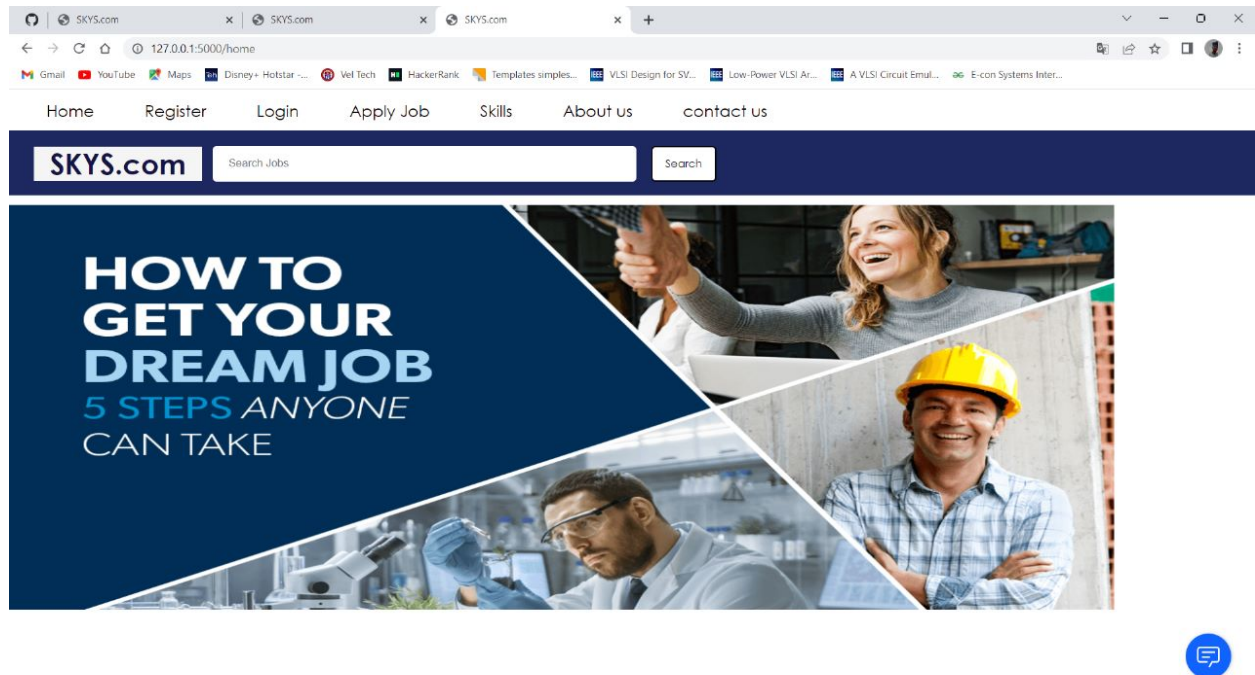 SKYS.com SKYS.com SKYS.com
127.0.0.1:5000/home
Gmail YouTube Maps Disney+ Hotstar -... Vel Tech HackerRank Templates simples... VLSI Design for SV... Low-Power VLSI Ar... A VLSI Circuit Emul... E-con Systems Inter...
Home Register Login Apply Job Skills About us contact us
SKYS.com Search Jobs Search
HOW TO
GET YOUR
DREAM JOB
5 STEPS ANYONE
CAN TAKE